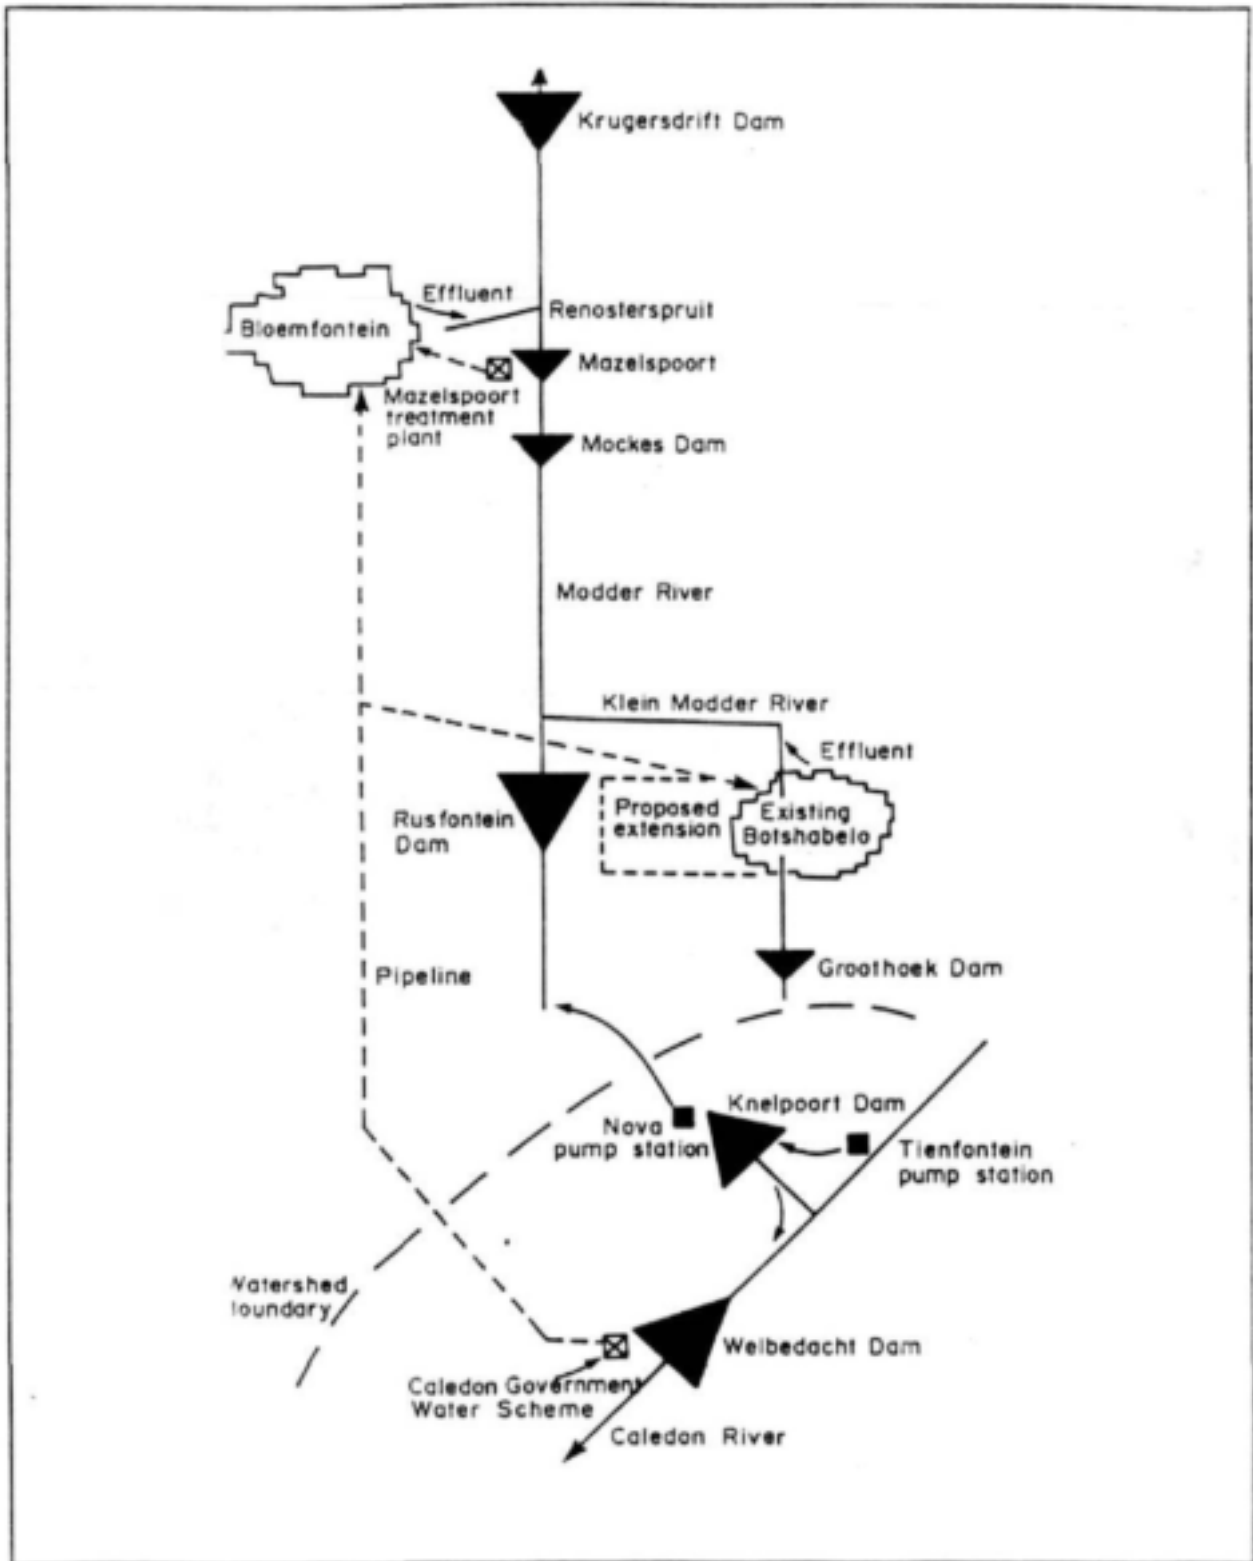 Krugersdrift Dam
Effluent
Renosterspruit
Bloemfontein
Mazelspoort
Mazelspoort
treatment
plant
Mockes Dam
Modder River
Klein Modder River
Effluent
Rusfontein
Dam
Proposed
extension
Existing
Botshabelo
Groothoek Dam
Pipeline
Knelpoort Dam
Nova
pump station
Tienfontein
pump station
Watershed
boundary
Welbedacht Dam
Caledon Government
Water Scheme
Caledon River